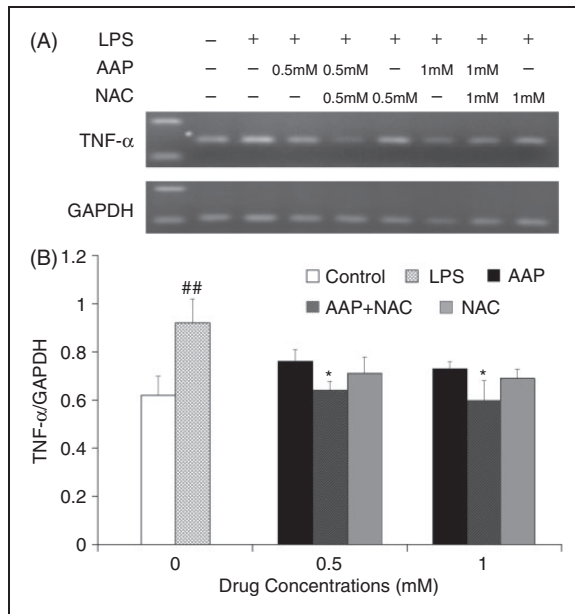 (A)
LPS – + + + + + + +
AAP – – 0.5mM 0.5mM – 1mM 1mM –
NAC – – – 0.5mM 0.5mM – 1mM 1mM
TNF-α
GAPDH
(B)
1.2
1
0.8
0.6
0.4
0.2
0
TNF-α/GAPDH
Control LPS AAP
AAP+NAC NAC
##
*
*
0 0.5 1
Drug Concentrations (mM)